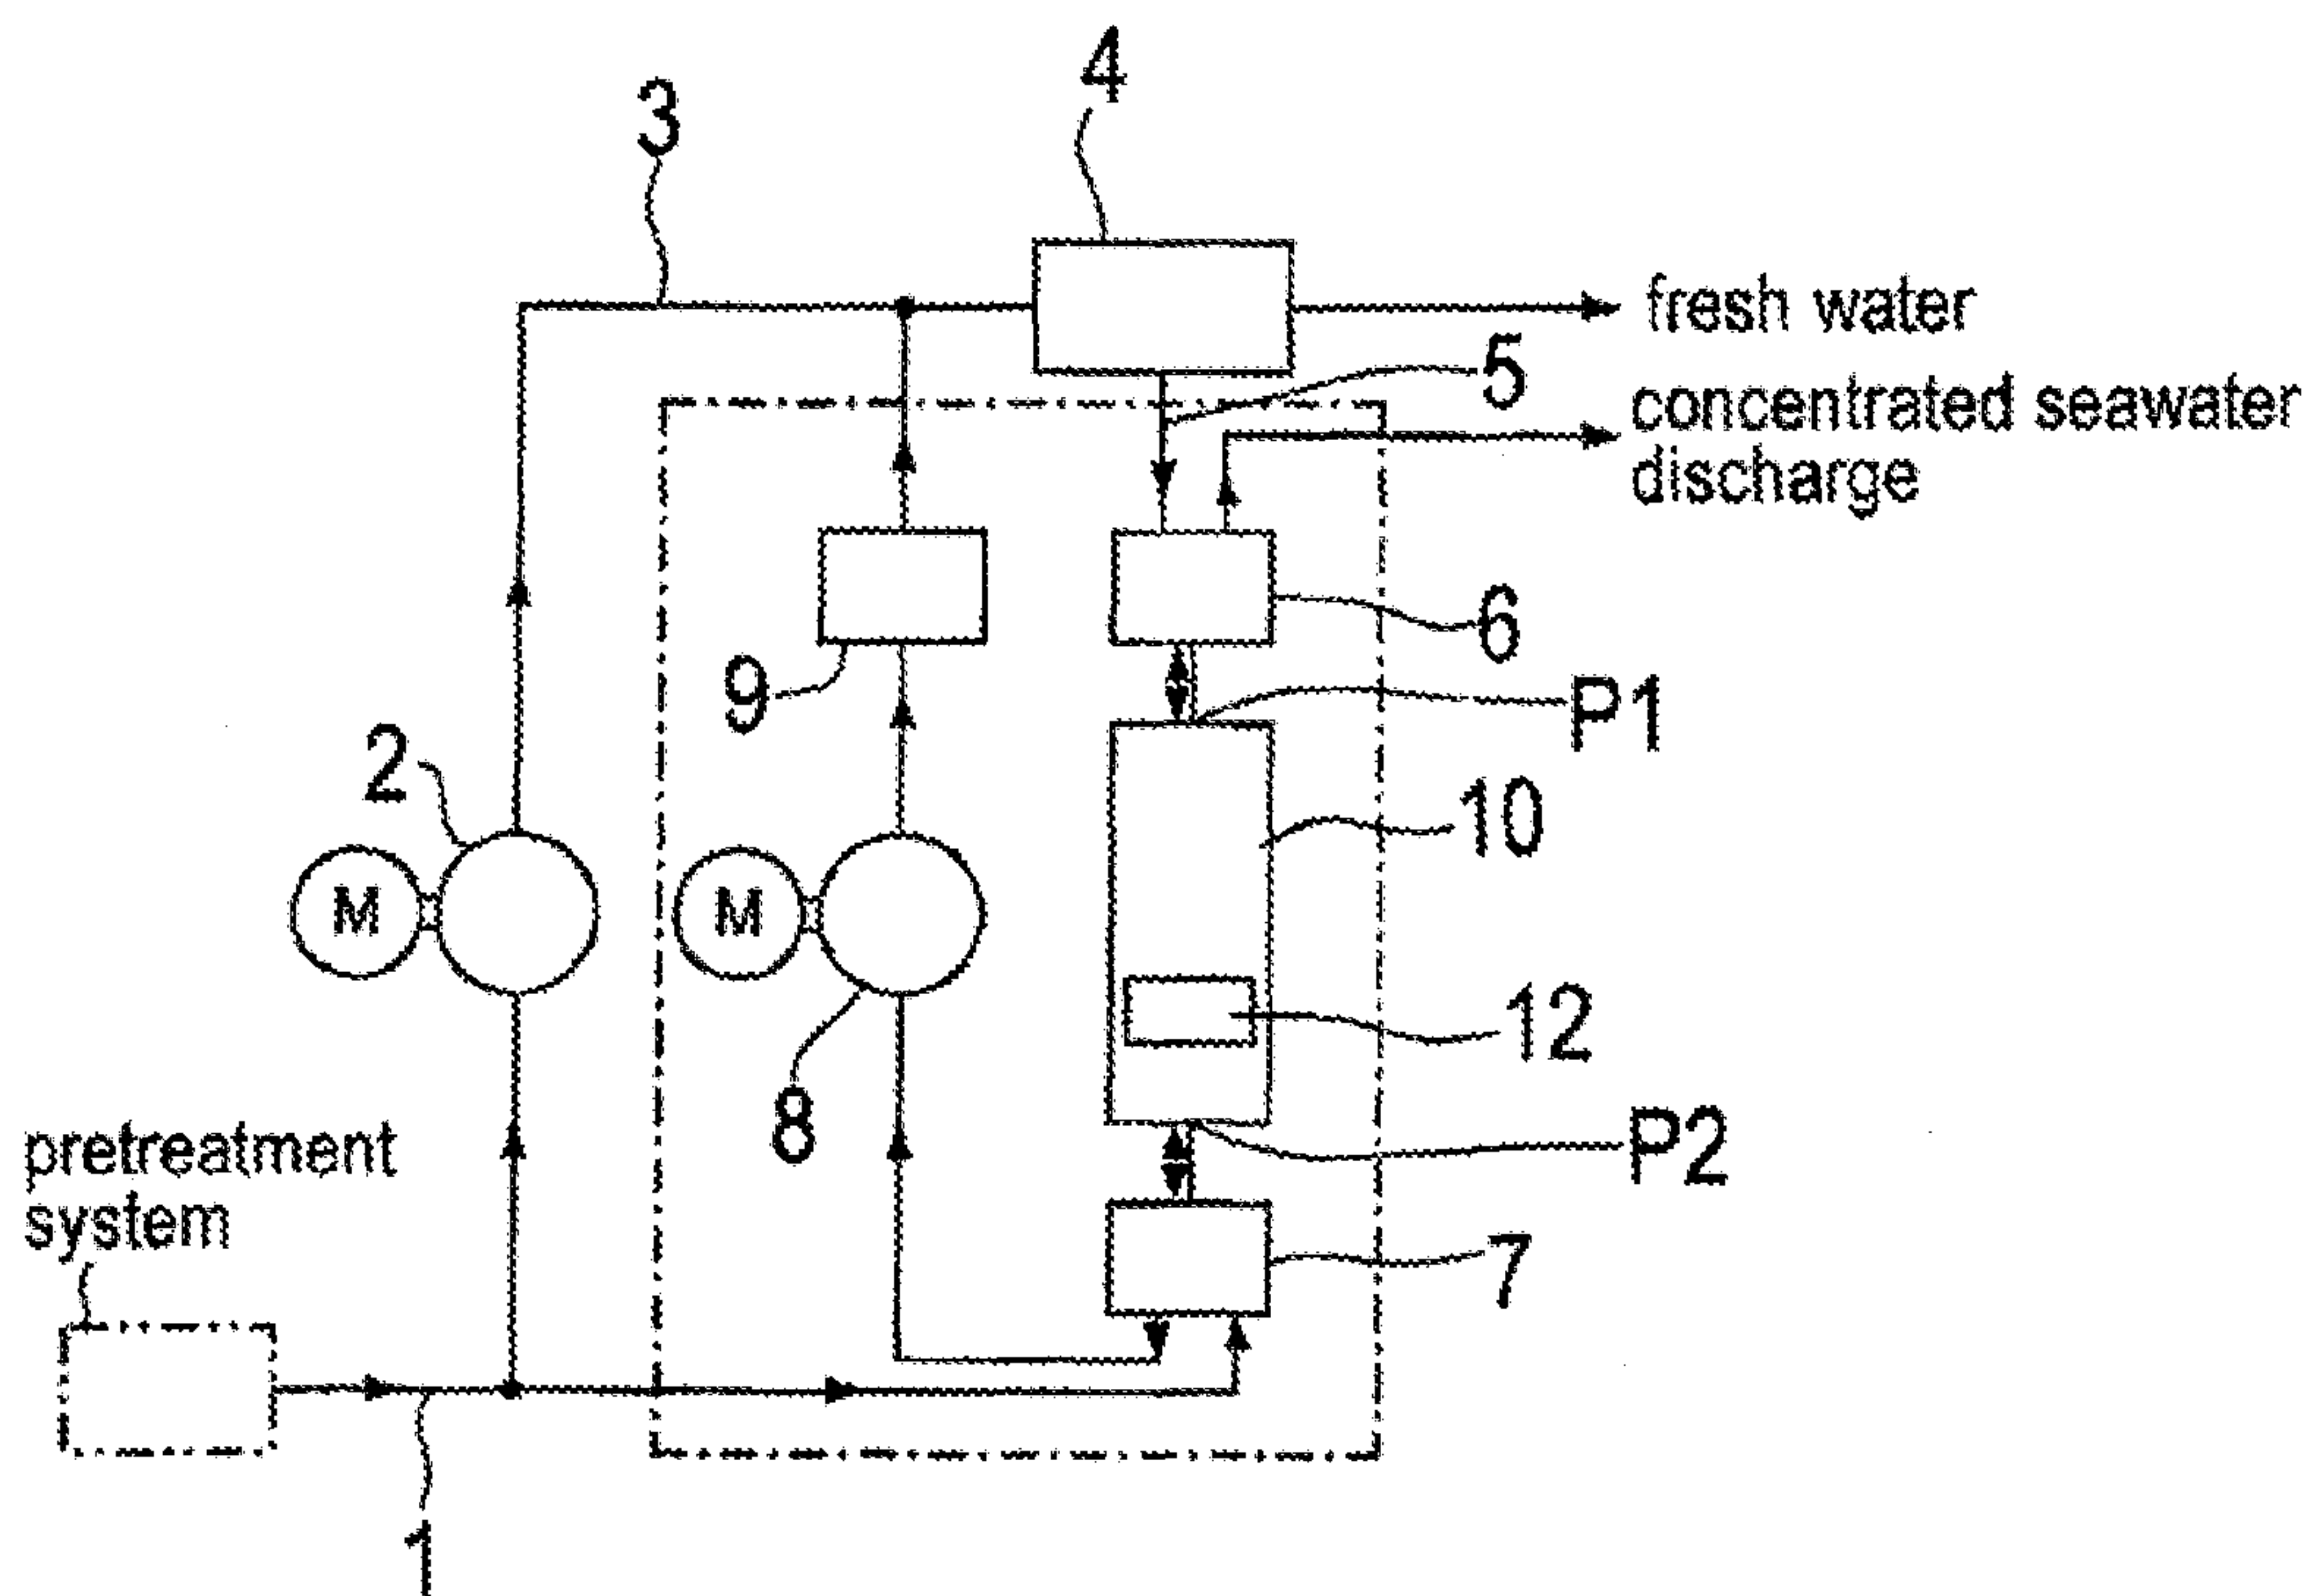 4
3
fresh water
5
concentrated seawater
discharge
6
9
P1
2
10
M
M
12
8
P2
pretreatment
system
7
1